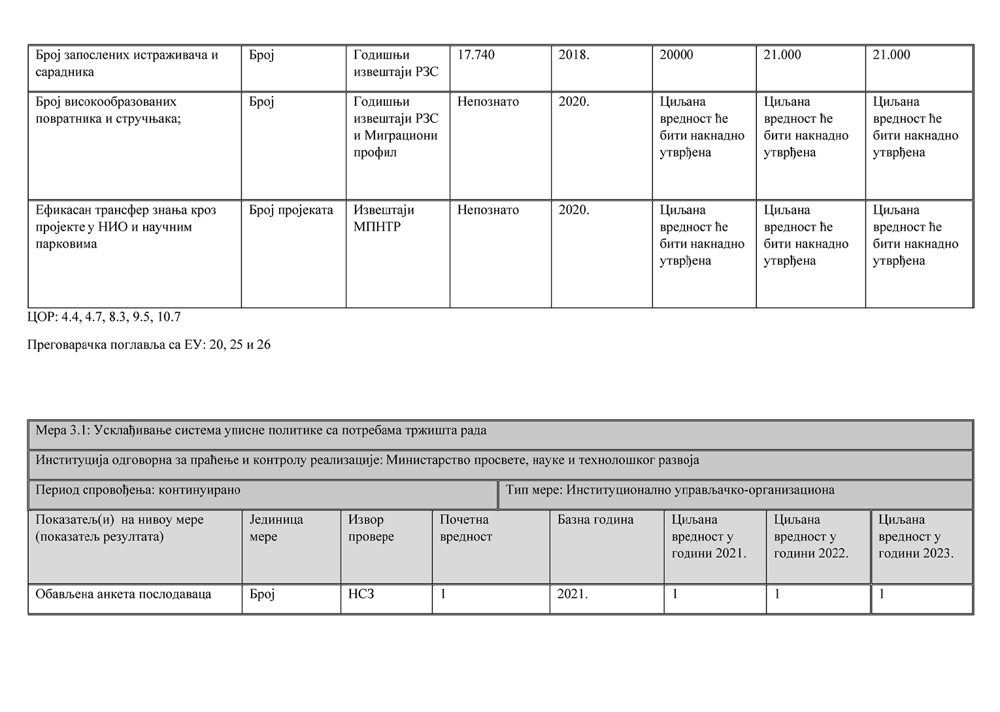 Број запослених истраживача и
сарадника
Број
Годишњи
извештаји РЗС
17.740
2018.
20000
21.000
21.000
Број високообразованих
повратника и стручњака;
Број
Годишњи
извештаји РЗС
и Миграциони
профил
Непознато
2020.
Циљана
вредност ће
бити накнадно
утврђена
Циљана
вредност ће
бити накнадно
утврђена
Циљана
вредност ће
бити накнадно
утврђена
Ефикасан трансфер знања кроз
пројекте у НИО и научним
парковима
Број пројеката
Извештаји
МПНТР
Непознато
2020.
Циљана
вредност ће
бити накнадно
утврђена
Циљана
вредност ће
бити накнадно
утврђена
Циљана
вредност ће
бити накнадно
утврђена
ЦОР: 4.4, 4.7, 8.3, 9.5, 10.7
Преговарачка поглавља са ЕУ: 20, 25 и 26
Мера 3.1: Усклађивање система уписне политике са потребама тржишта рада
Институција одговорна за праћење и контролу реализације: Министарство просвете, науке и технолошког развоја
Период спровођења: континуирано
Тип мере: Институционално управљачко-организациона
Показатељ(и)  на нивоу мере
(показатељ резултата)
Јединица
мере
Извор
провере
Почетна
вредност
Базна година
Циљана
вредност у
години 2021.
Циљана
вредност у
години 2022.
Циљана
вредност у
години 2023.
Обављена анкета послодаваца
Број
НСЗ
1
2021.
1
1
1